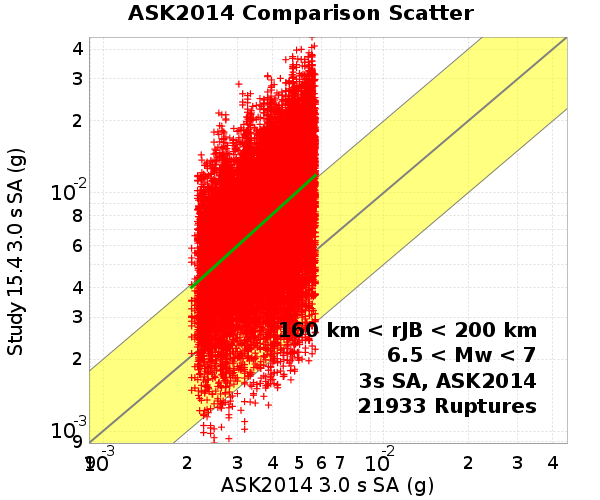 ASK2014 Comparison Scatter
Study 15.4 3.0 s SA (g)
4
3
2
10-2
8
6
4
3
2
10-3
9
160 km < rJB < 200 km
6.5 < Mw < 7
3s SA, ASK2014
21933 Ruptures
9 10-3 2 3 4 5 6 7 10-2 2 3 4
ASK2014 3.0 s SA (g)